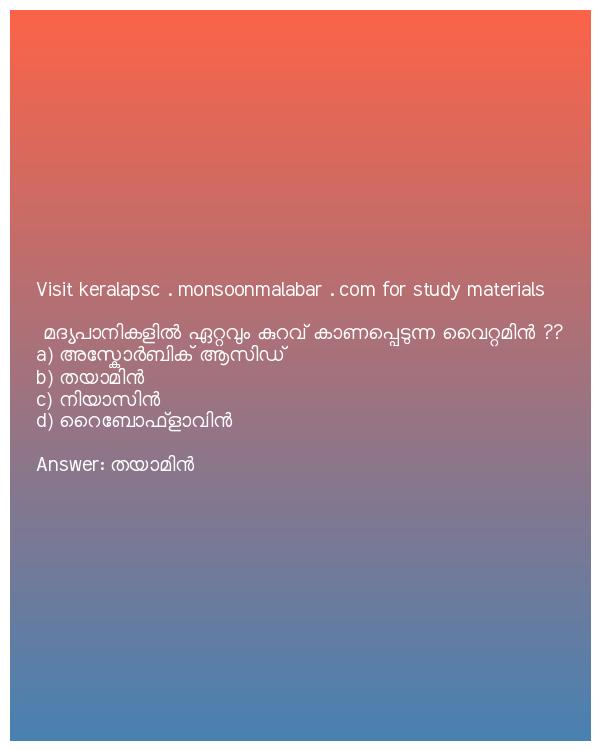 Visit keralapsc . monsoonmalabar . com for study materials
മദ്യപാനികളിൽ ഏറ്റവും കുറവ് കാണപ്പെടുന്ന വൈറ്റമിൻ ??
a) അസ്കോർബിക് ആസിഡ്
b) തയാമിൻ
c) നിയാസിൻ
d) റൈബോഫ്ളാവിൻ
Answer: തയാമിൻ